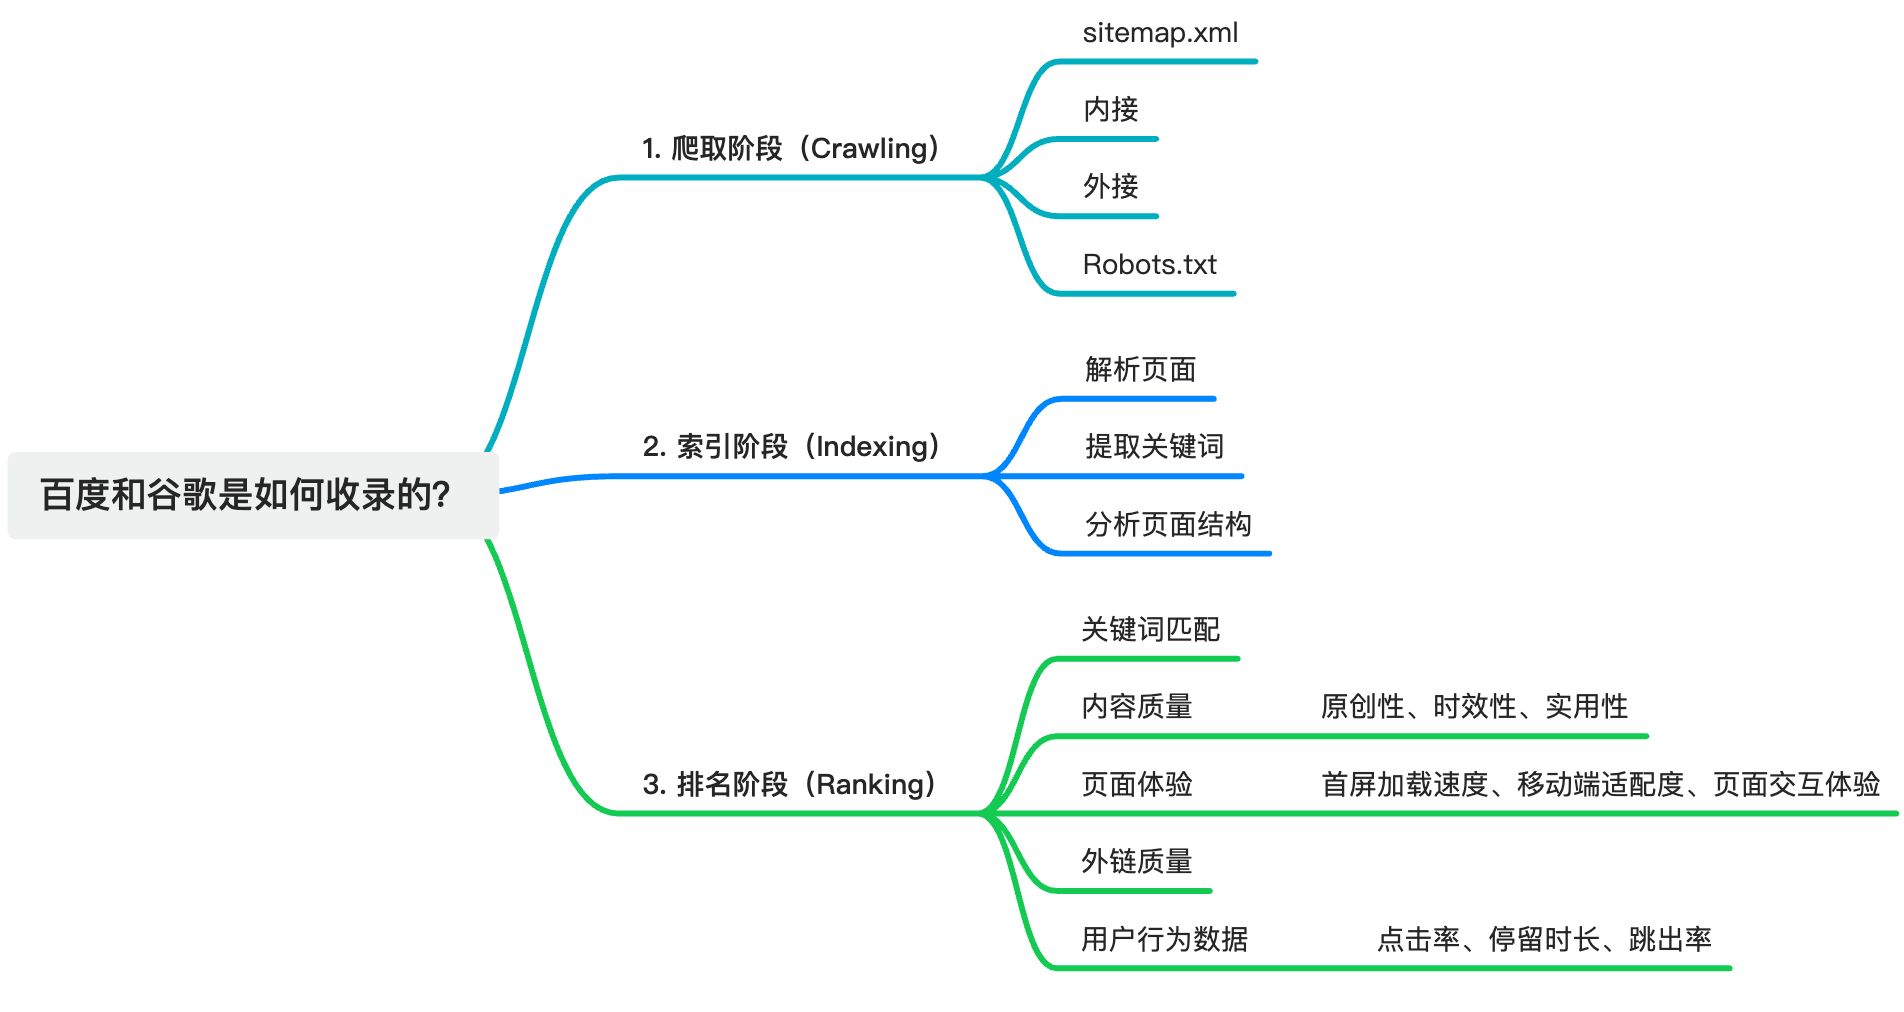 百度和谷歌是如何收录的？
1. 爬取阶段（Crawling）
sitemap.xml
内接
外接
Robots.txt
2. 索引阶段（Indexing）
解析页面
提取关键词
分析页面结构
3. 排名阶段（Ranking）
关键词匹配
内容质量 原创性、时效性、实用性
页面体验 首屏加载速度、移动端适配度、页面交互体验
外链质量
用户行为数据 点击率、停留时长、跳出率